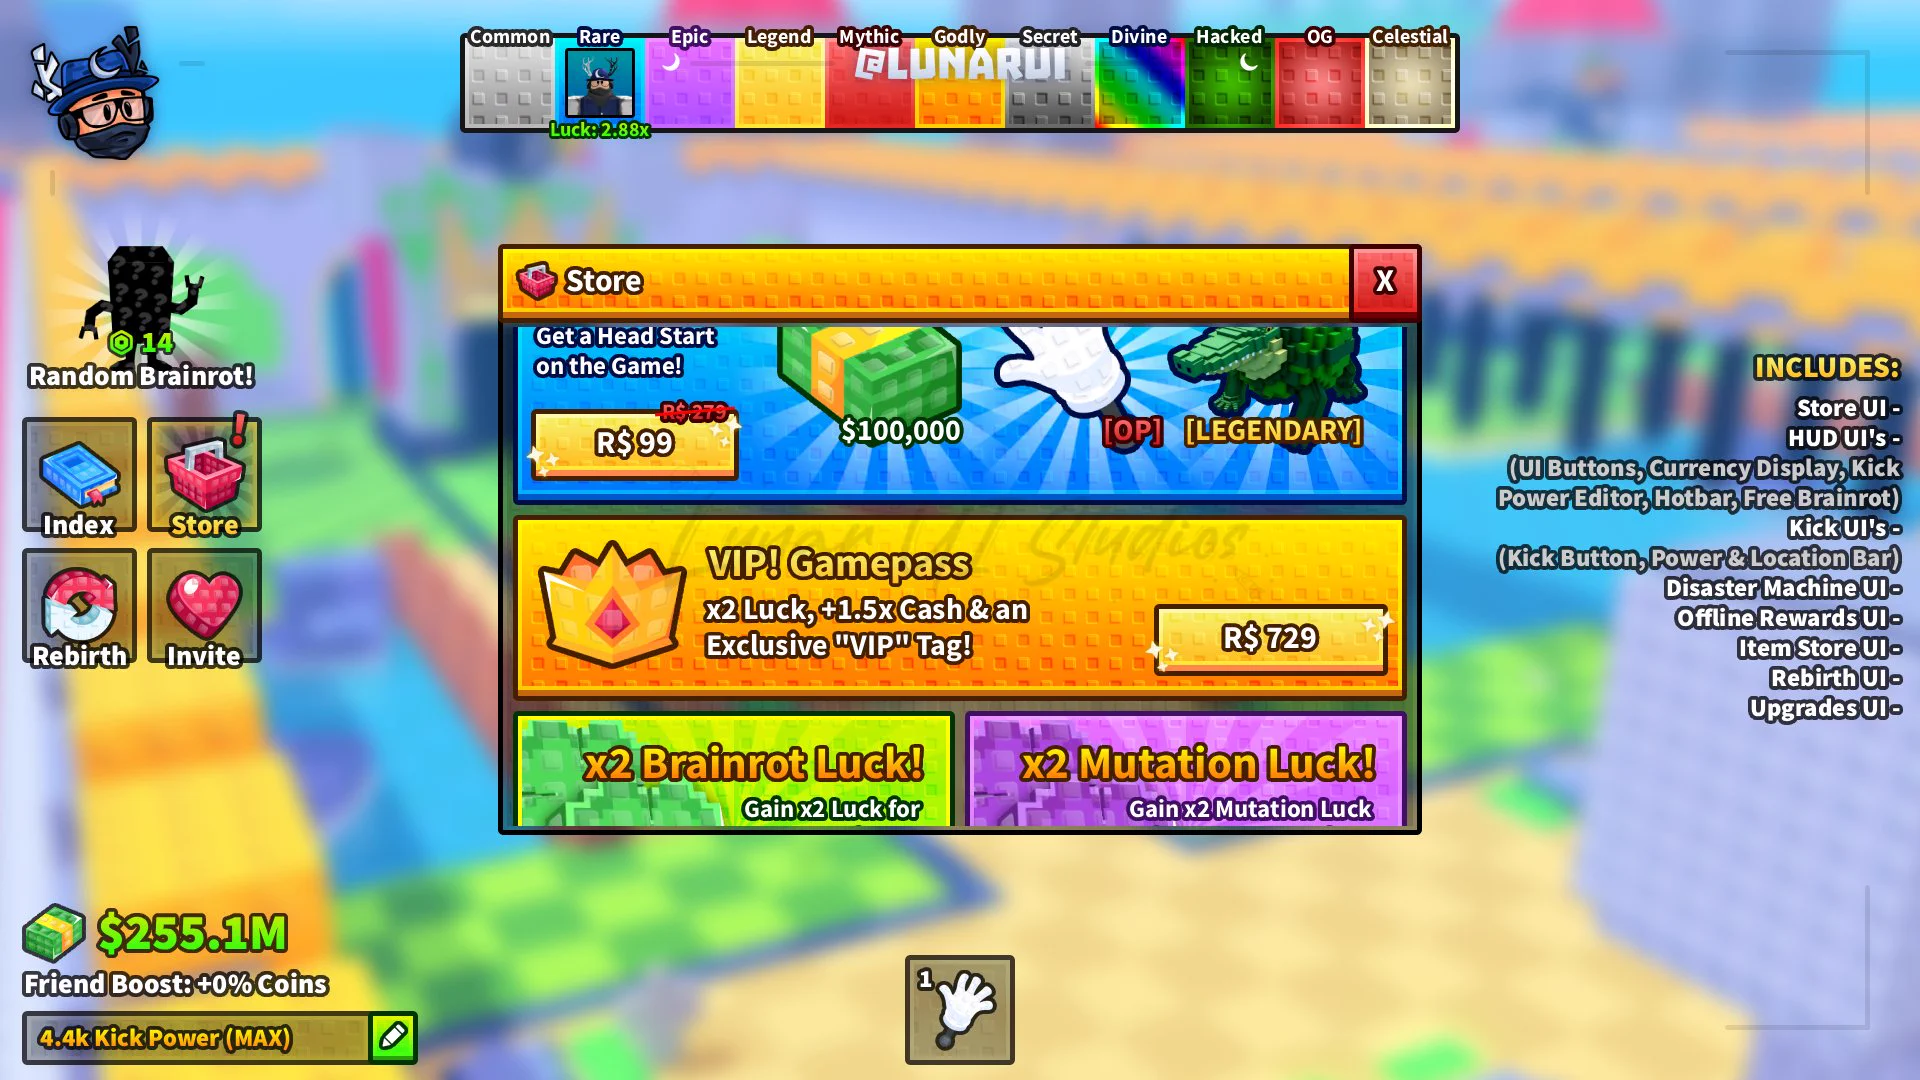 Common Rare Epic Legend Mythic Godly Secret Divine Hacked OG Celestial
@LUNARUI
Luck: 2.88x
14
Random Brainrot!
Index
Store
Rebirth
Invite
Store
X
Get a Head Start
on the Game!
R$ 279
R$ 99
$100,000
[OP]
[LEGENDARY]
Lunar UI Studios
VIP! Gamepass
x2 Luck, +1.5x Cash & an
Exclusive "VIP" Tag!
R$ 729
x2 Brainrot Luck!
Gain x2 Luck for
x2 Mutation Luck!
Gain x2 Mutation Luck
INCLUDES:
Store UI -
HUD UI's -
(UI Buttons, Currency Display, Kick
Power Editor, Hotbar, Free Brainrot)
Kick UI's -
(Kick Button, Power & Location Bar)
Disaster Machine UI -
Offline Rewards UI -
Item Store UI -
Rebirth UI -
Upgrades UI -
$255.1M
Friend Boost: +0% Coins
4.4k Kick Power (MAX)
1